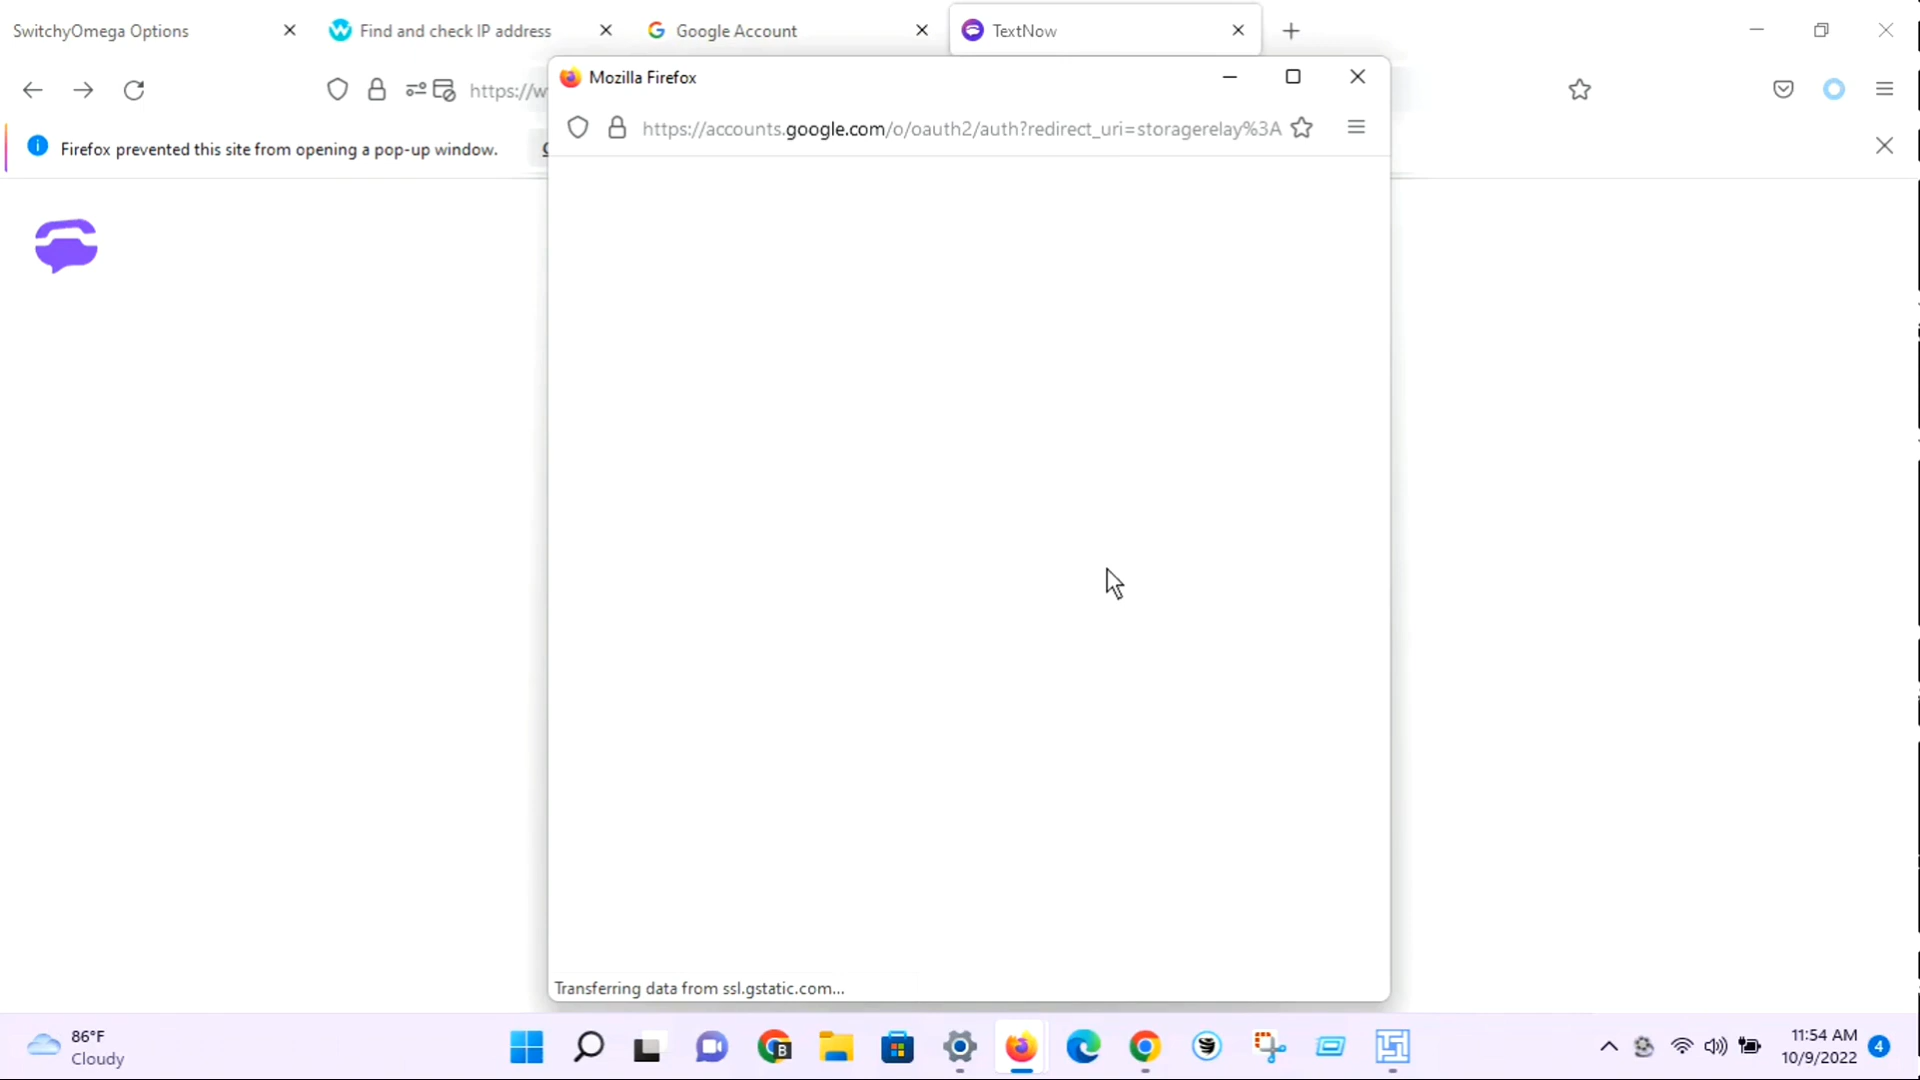 SwitchyOmega Options
Find and check IP address
Google Account
TextNow
Mozilla Firefox
https://w
https://accounts.google.com/o/oauth2/auth?redirect_uri=storagerelay%3A
Firefox prevented this site from opening a pop-up window.
Transferring data from ssl.gstatic.com...
86°F
Cloudy
B
11:54 AM
10/9/2022
4